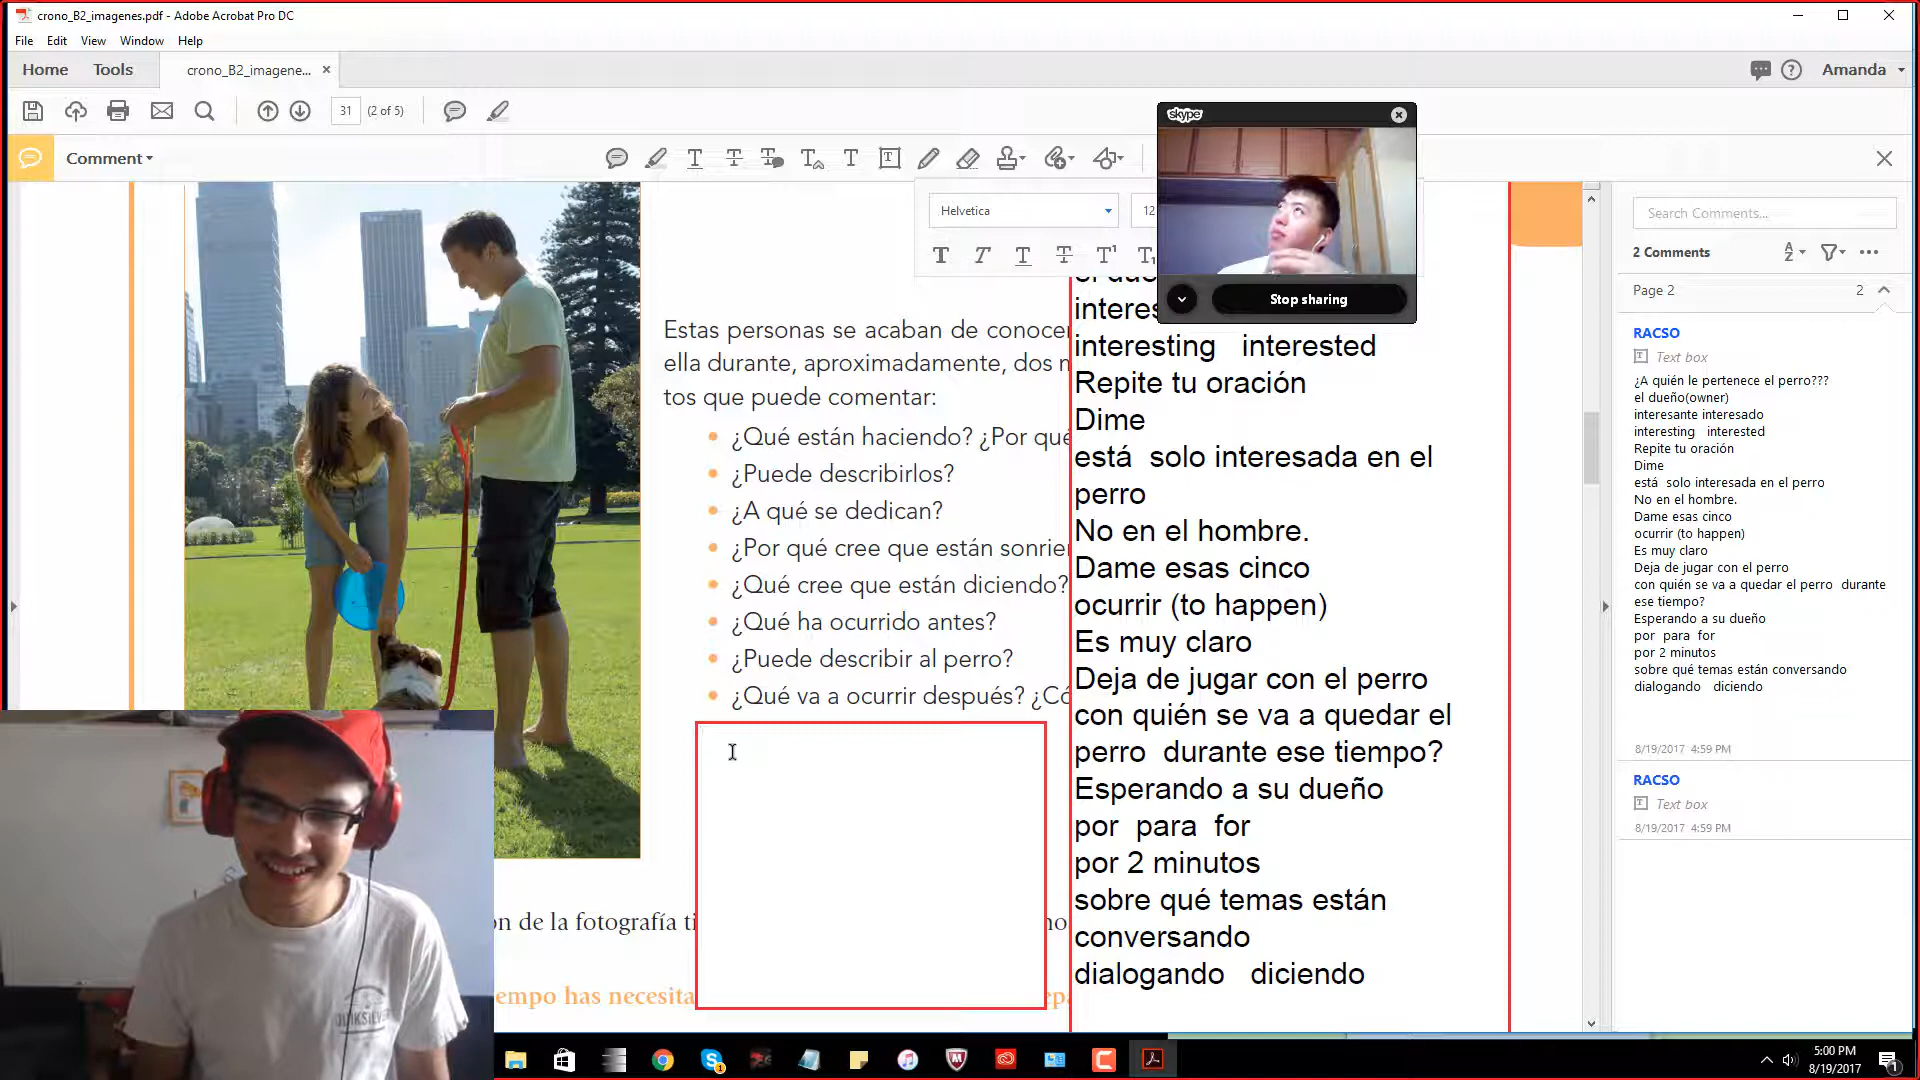 crono_B2_imagenes.pdf - Adobe Acrobat Pro DC
File Edit View Window Help
Home Tools crono_B2_imagene... Amanda
31 (2 of 5)
Comment
Helvetica 12
skype
Stop sharing
Estas personas se acaban de conocer
ella durante, aproximadamente, dos
tos que puede comentar:
¿Qué están haciendo? ¿Por qué
¿Puede describirlos?
¿A qué se dedican?
¿Por qué cree que están
¿Qué cree que están diciendo?
¿Qué ha ocurrido antes?
¿Puede describir al perro?
¿Qué va a ocurrir después?
de la fotografía
interesting interested
Repite tu oración
Dime
está solo interesada en el
perro
No en el hombre.
Dame esas cinco
ocurrir (to happen)
Es muy claro
Deja de jugar con el perro
con quién se va a quedar el
perro durante ese tiempo?
Esperando a su dueño
por para for
por 2 minutos
sobre qué temas están
conversando
dialogando diciendo
Search Comments...
2 Comments
Page 2 2
RACSO
Text box
¿A quién le pertenece el perro???
el dueño(owner)
interesante interesado
interesting interested
Repite tu oración
Dime
está solo interesada en el perro
No en el hombre.
Dame esas cinco
ocurrir (to happen)
Es muy claro
Deja de jugar con el perro
con quién se va a quedar el perro durante
ese tiempo?
Esperando a su dueño
por para for
por 2 minutos
sobre qué temas están conversando
dialogando diciendo
8/19/2017 4:59 PM
RACSO
Text box
8/19/2017 4:59 PM
QUIKSILVER
5:00 PM
8/19/2017